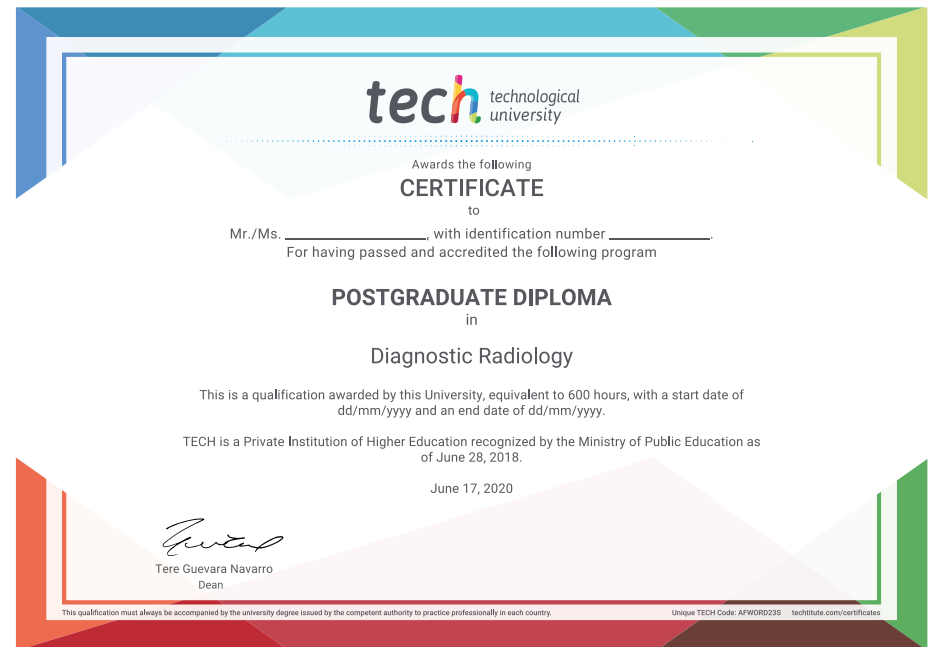 tech technological
university
Awards the following
CERTIFICATE
to
Mr./Ms. ____________________, with identification number ______________.
For having passed and accredited the following program
POSTGRADUATE DIPLOMA
in
Diagnostic Radiology
This is a qualification awarded by this University, equivalent to 600 hours, with a start date of
dd/mm/yyyy and an end date of dd/mm/yyyy.
TECH is a Private Institution of Higher Education recognized by the Ministry of Public Education as
of June 28, 2018.
June 17, 2020
Tere Guevara Navarro
Dean
This qualification must always be accompanied by the university degree issued by the competent authority to practice professionally in each country. Unique TECH Code: AFWORD23S techtitute.com/certificates